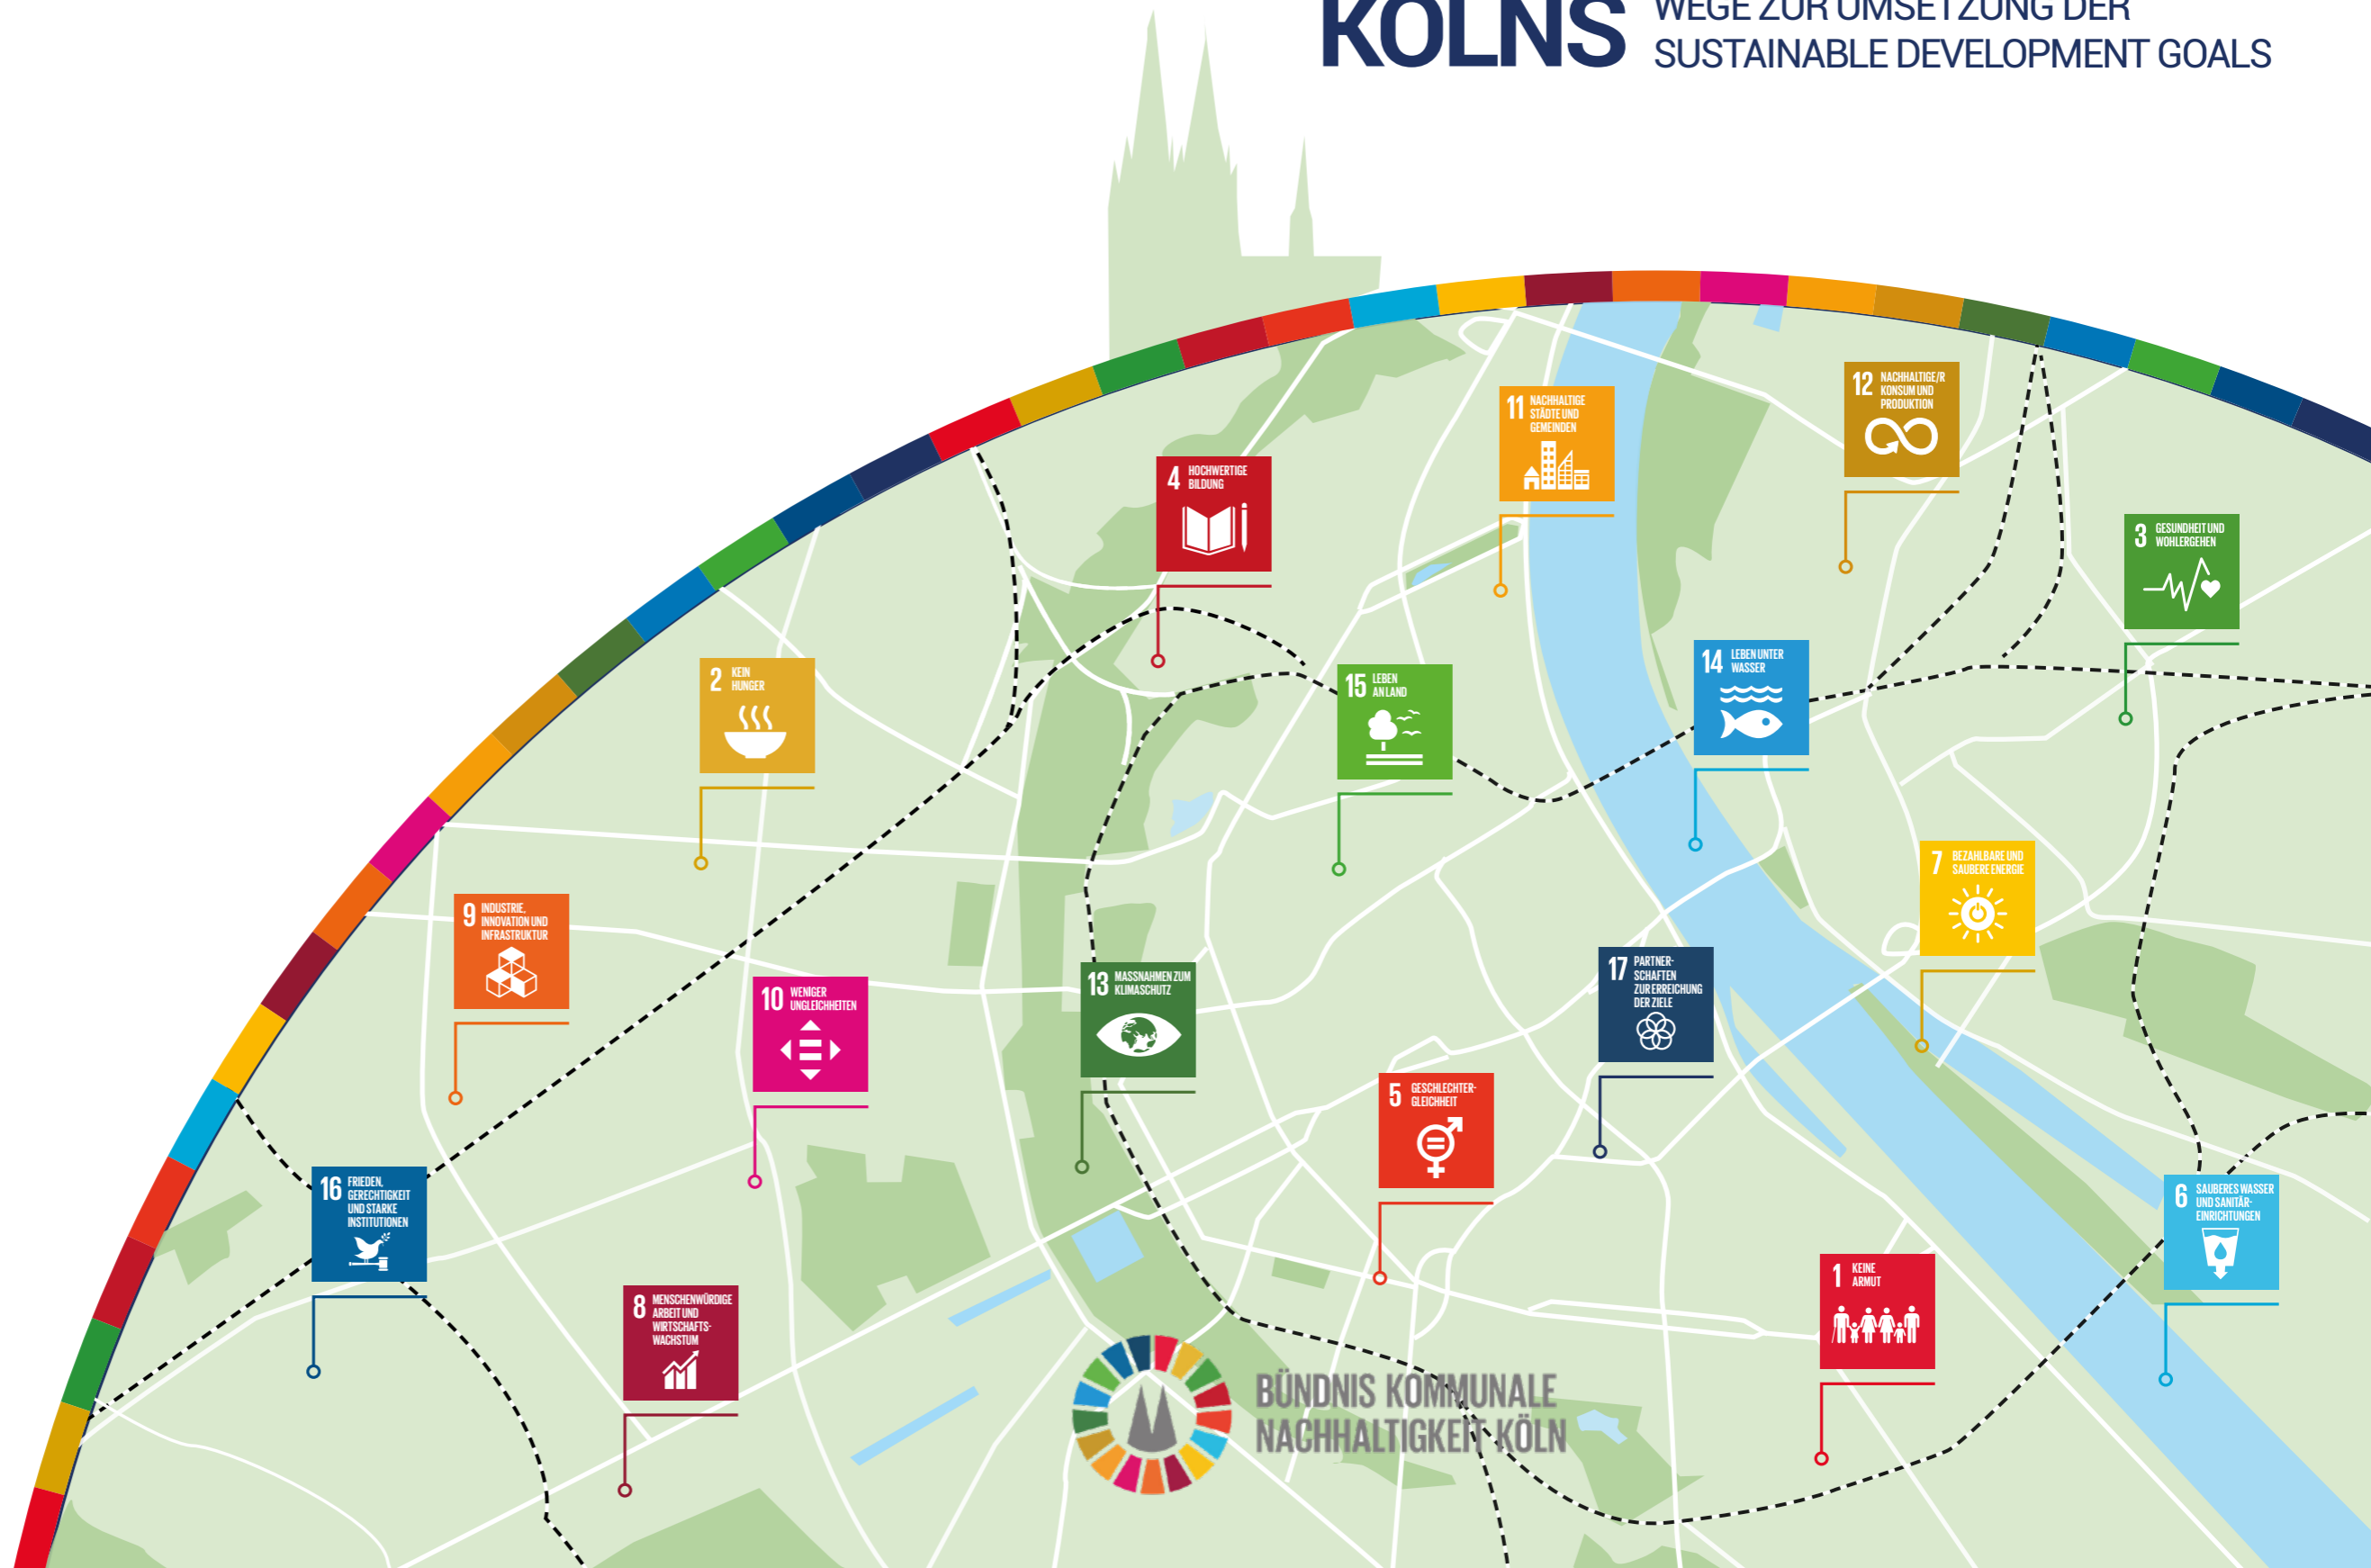 KÖLNS
WEGE ZUR UMSETZUNG DER
SUSTAINABLE DEVELOPMENT GOALS
12 NACHHALTIGE/R
KONSUM UND
PRODUKTION
11 NACHHALTIGE
STÄDTE UND
GEMEINDEN
4 HOCHWERTIGE
BILDUNG
3 GESUNDHEIT UND
WOHLERGEHEN
14 LEBEN UNTER
WASSER
2 KEIN
HUNGER
15 LEBEN
AN LAND
7 BEZAHLBARE UND
SAUBERE ENERGIE
9 INDUSTRIE,
INNOVATION UND
INFRASTRUKTUR
17 PARTNER-
SCHAFTEN
ZUR ERREICHUNG
DER ZIELE
13 MASSNAHMEN ZUM
KLIMASCHUTZ
10 WENIGER
UNGLEICHHEITEN
5 GESCHLECHTER-
GLEICHHEIT
16 FRIEDEN,
GERECHTIGKEIT
UND STARKE
INSTITUTIONEN
6 SAUBERES WASSER
UND SANITÄR-
EINRICHTUNGEN
1 KEINE
ARMUT
8 MENSCHENWÜRDIGE
ARBEIT UND
WIRTSCHAFTS-
WACHSTUM
BÜNDNIS KOMMUNALE
NACHHALTIGKEIT KÖLN